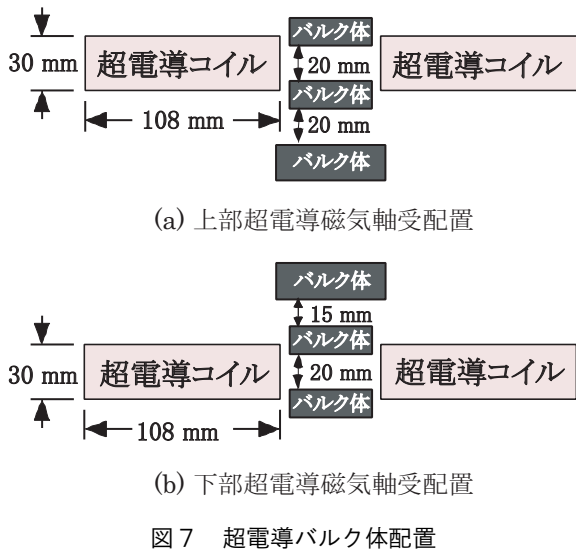 バルク体
30 mm
超電導コイル
20 mm
超電導コイル
バルク体
108 mm
20 mm
バルク体
(a) 上部超電導磁気軸受配置
バルク体
15 mm
バルク体
30 mm
超電導コイル
20 mm
超電導コイル
バルク体
108 mm
(b) 下部超電導磁気軸受配置
図7 超電導バルク体配置